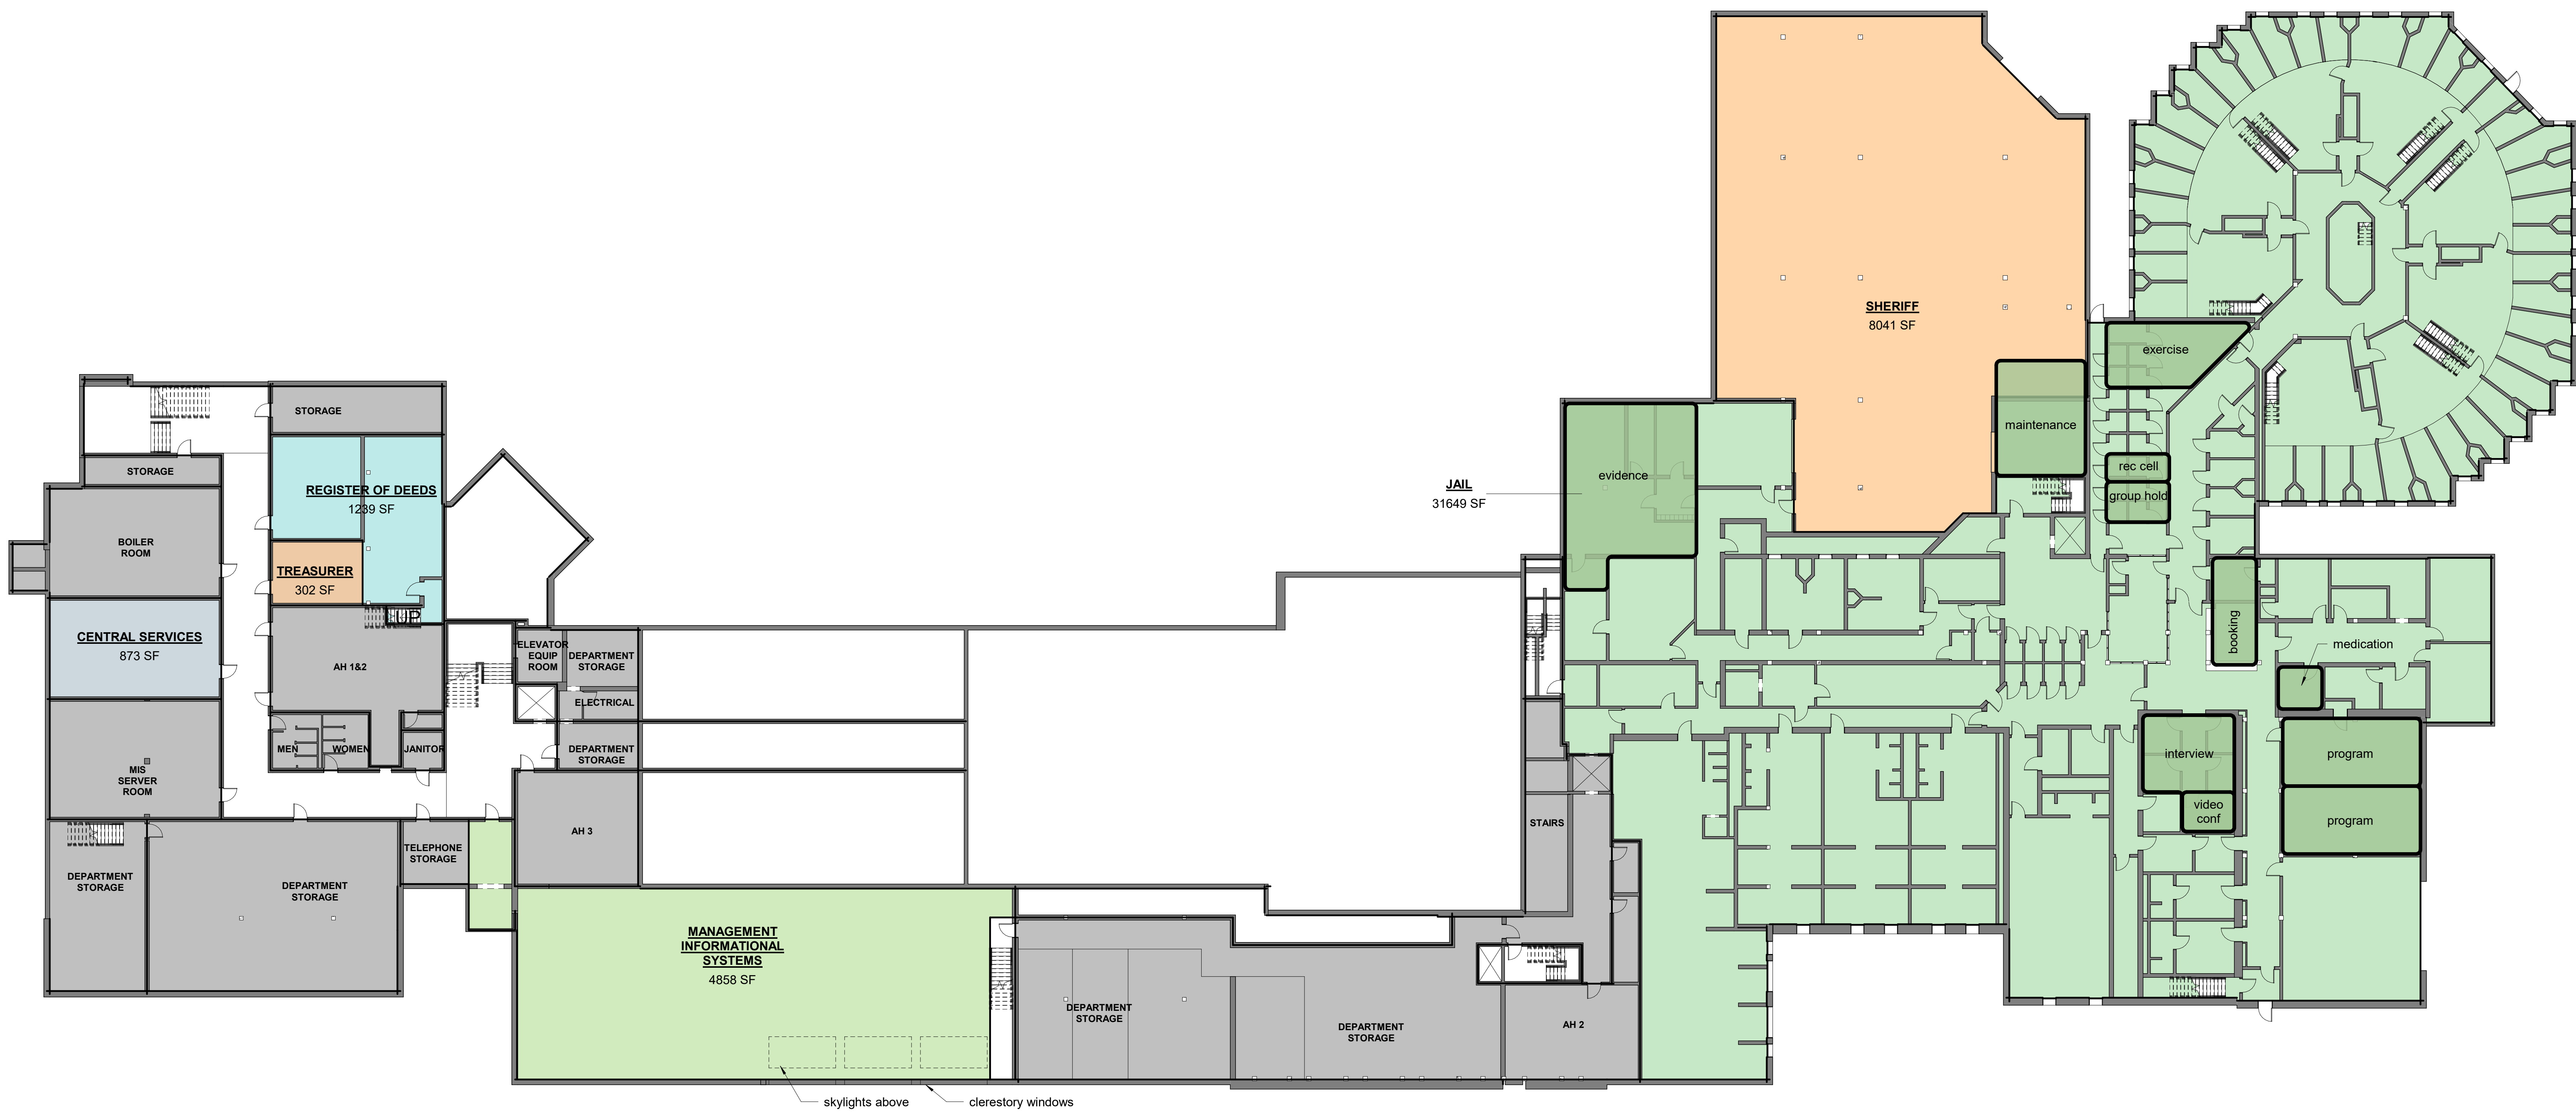 SHERIFF
8041 SF
exercise
maintenance
rec cell
group hold
evidence
JAIL
31649 SF
booking
medication
interview
video
conf
program
program
STORAGE
STORAGE
REGISTER OF DEEDS
1239 SF
BOILER
ROOM
TREASURER
302 SF
UP
CENTRAL SERVICES
873 SF
AH 1&2
ELEVATOR
EQUIP
ROOM
DEPARTMENT
STORAGE
ELECTRICAL
MEN
WOMEN
JANITOR
DEPARTMENT
STORAGE
MIS
SERVER
ROOM
AH 3
STAIRS
TELEPHONE
STORAGE
DEPARTMENT
STORAGE
DEPARTMENT
STORAGE
MANAGEMENT
INFORMATIONAL
SYSTEMS
4858 SF
DEPARTMENT
STORAGE
DEPARTMENT
STORAGE
AH 2
skylights above
clerestory windows